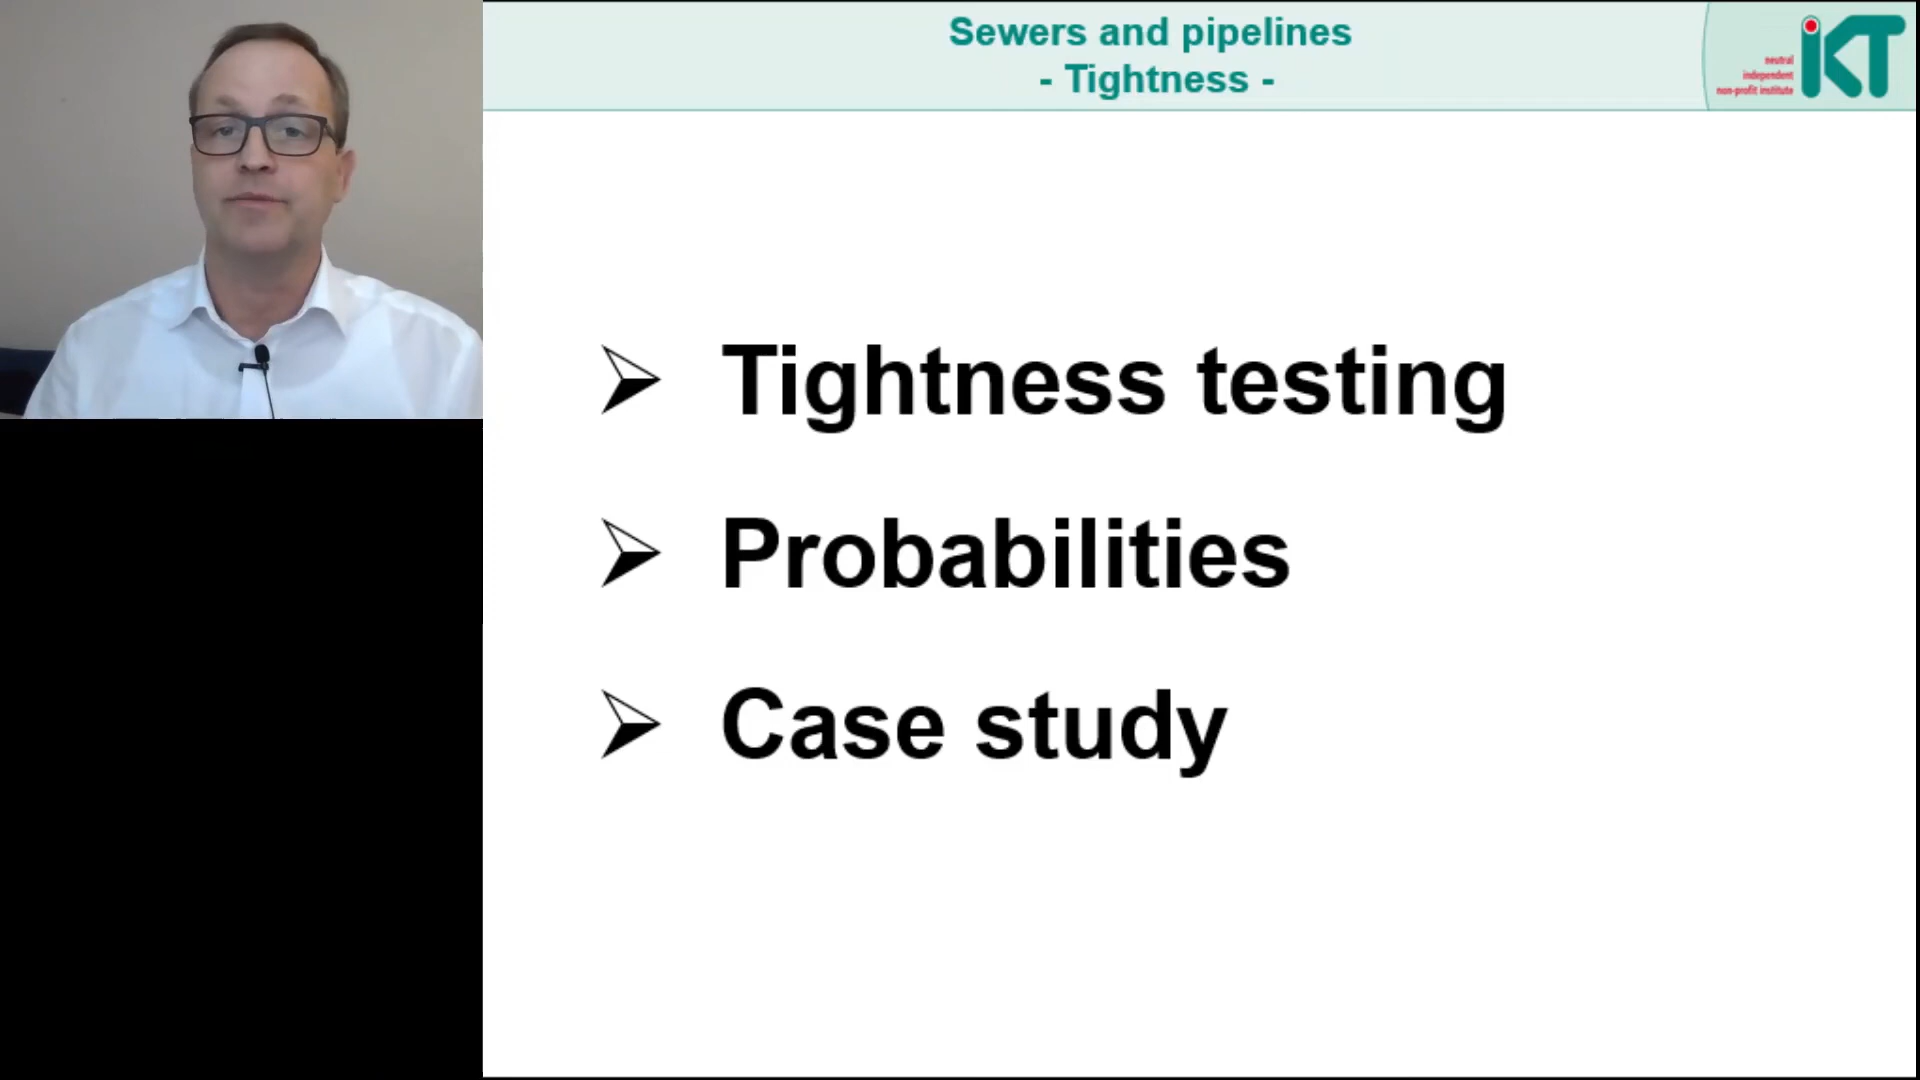 Sewers and pipelines
- Tightness -
neutral
independent
non-profit institute
iKT
➢ Tightness testing
➢ Probabilities
➢ Case study